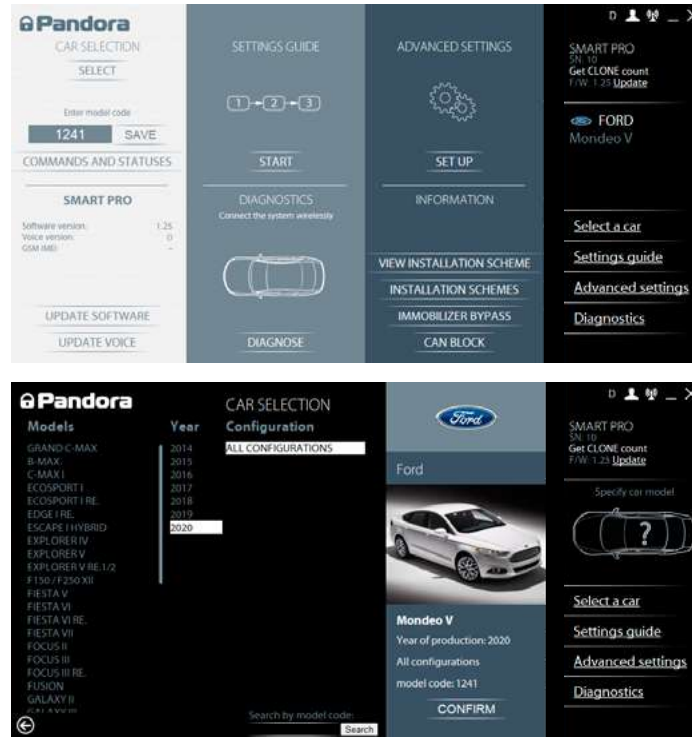 Pandora
CAR SELECTION
SELECT
Enter model code
1241 SAVE
COMMANDS AND STATUSES
SMART PRO
Software version: 1.25
Voice version: 0
GSM IMEI: -
UPDATE SOFTWARE
UPDATE VOICE
SETTINGS GUIDE
1 2 3
START
DIAGNOSTICS
Connect the system wirelessly
DIAGNOSE
ADVANCED SETTINGS
SET UP
INFORMATION
VIEW INSTALLATION SCHEME
INSTALLATION SCHEMES
IMMOBILIZER BYPASS
CAN BLOCK
D
SMART PRO
SN: 10
Get CLONE count
F/W: 1.25 Update
FORD
Mondeo V
Select a car
Settings guide
Advanced settings
Diagnostics
Pandora
Models
GRAND C-MAX
B-MAX
C-MAX I
ECOSPORT I
ECOSPORT I RE.
EDGE I RE.
ESCAPE I HYBRID
EXPLORER IV
EXPLORER V
EXPLORER V RE.1/2
F150 / F250 XII
FIESTA V
FIESTA VI
FIESTA VI RE.
FIESTA VII
FOCUS II
FOCUS III
FOCUS III RE.
FUSION
GALAXY II
Year
2014
2015
2016
2017
2018
2019
2020
CAR SELECTION
Configuration
ALL CONFIGURATIONS
Search by model code:
Search
Ford
Ford
Mondeo V
Year of production: 2020
All configurations
model code: 1241
CONFIRM
D
SMART PRO
SN: 10
Get CLONE count
F/W: 1.25 Update
Specify car model
?
Select a car
Settings guide
Advanced settings
Diagnostics